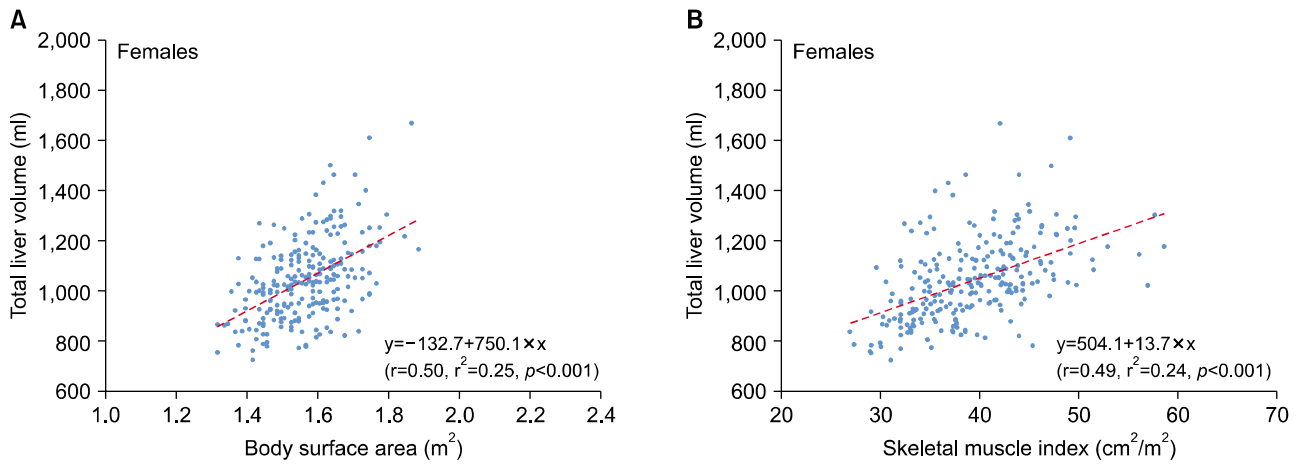 A
Females
Total liver volume (ml)
2,000
1,800
1,600
1,400
1,200
1,000
800
600
y=−132.7+750.1×x
(r=0.50, r²=0.25, p<0.001)
1.0 1.2 1.4 1.6 1.8 2.0 2.2 2.4
Body surface area (m²)
B
Females
Total liver volume (ml)
2,000
1,800
1,600
1,400
1,200
1,000
800
600
y=504.1+13.7×x
(r=0.49, r²=0.24, p<0.001)
20 30 40 50 60 70
Skeletal muscle index (cm²/m²)